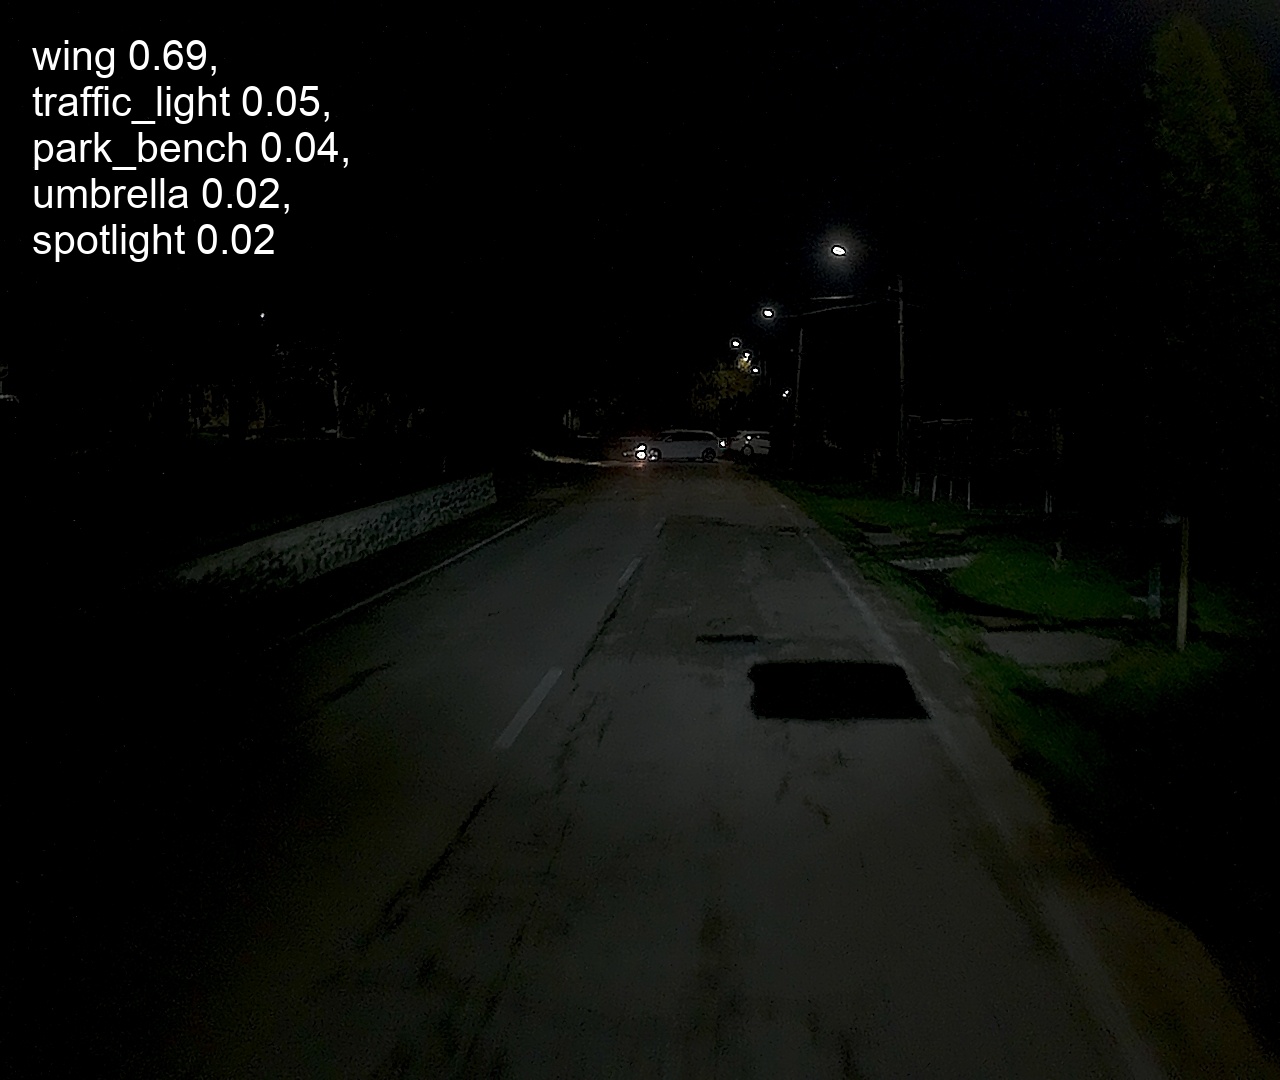 wing 0.69,
traffic_light 0.05,
park_bench 0.04,
umbrella 0.02,
spotlight 0.02